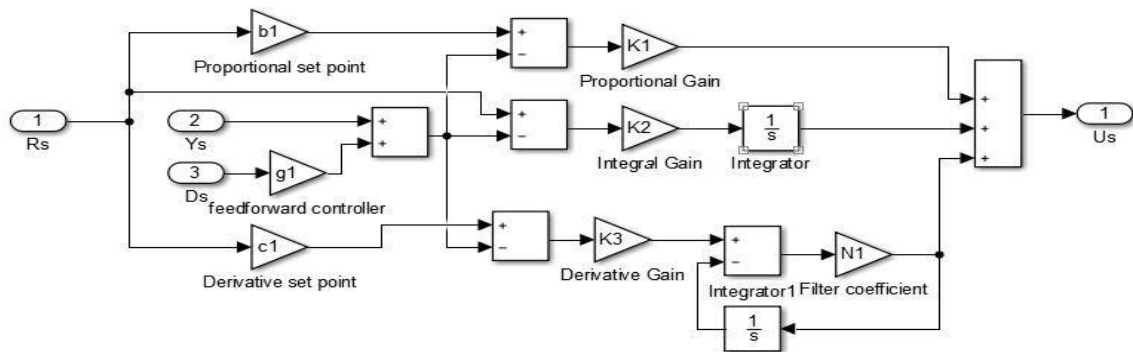 b1
Proportional set point
+
−
K1
Proportional Gain
1
Rs
2
Ys
3
Ds
g1
feedforward controller
+
+
+
−
K2
Integral Gain
1
s
Integrator
+
+
+
1
Us
c1
Derivative set point
+
−
K3
Derivative Gain
+
−
Integrator1
N1
Filter coefficient
1
s